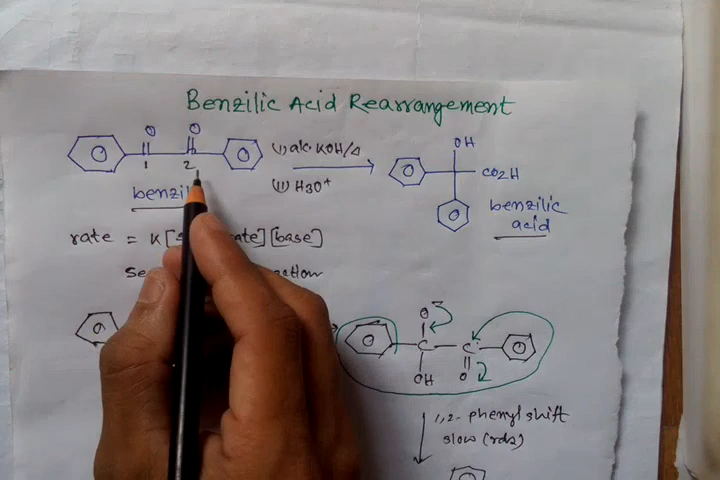 Benzilic Acid Rearrangement
O O
1 2
benzil
(i) alc. KOH/Δ
(ii) H3O+
OH
CO2H
benzilic
acid
rate = K[ ate][base]
O-
C C
OH O
1,2- phenyl shift
slow (rds)